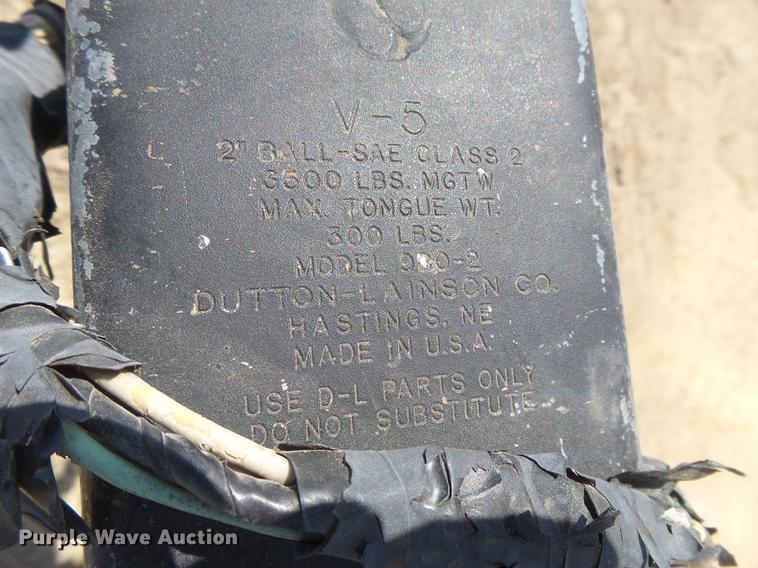 V-5
2" BALL-SAE CLASS 2
3500 LBS. MGTW
MAX. TONGUE WT.
300 LBS.
MODEL
DUTTON-LAINSON CO.
HASTINGS, NE
MADE IN U.S.A.
USE D-L PARTS ONLY
DO NOT SUBSTITUTE
Purple Wave Auction